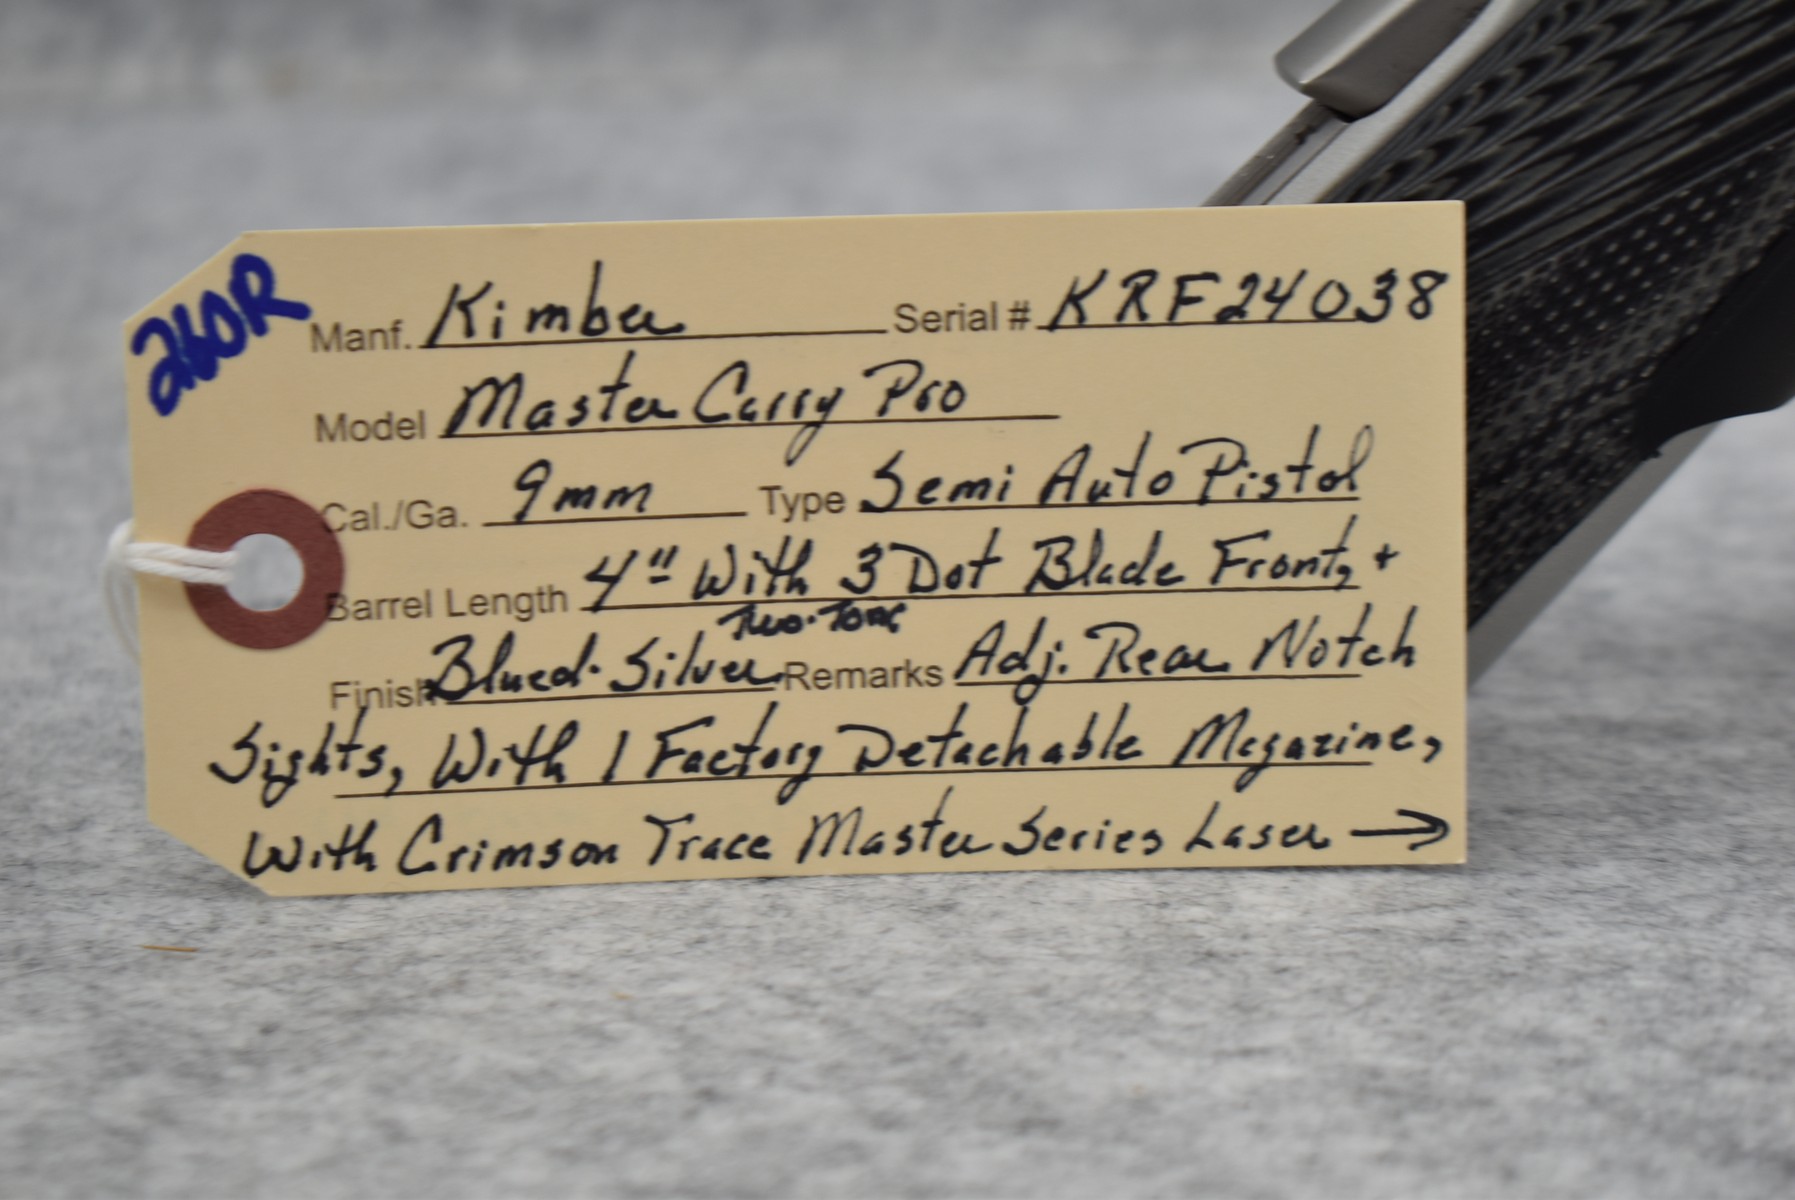 260R
Manf. Kimber Serial # KRF24038
Model Master Carry Pro
Cal./Ga. 9mm Type Semi Auto Pistol
Barrel Length 4" With 3 Dot Blade Front, +
Two-Tone
Finish Blued-Silver Remarks Adj. Rear Notch
Sights, With 1 Factory Detachable Magazine,
With Crimson Trace Master Series Laser →